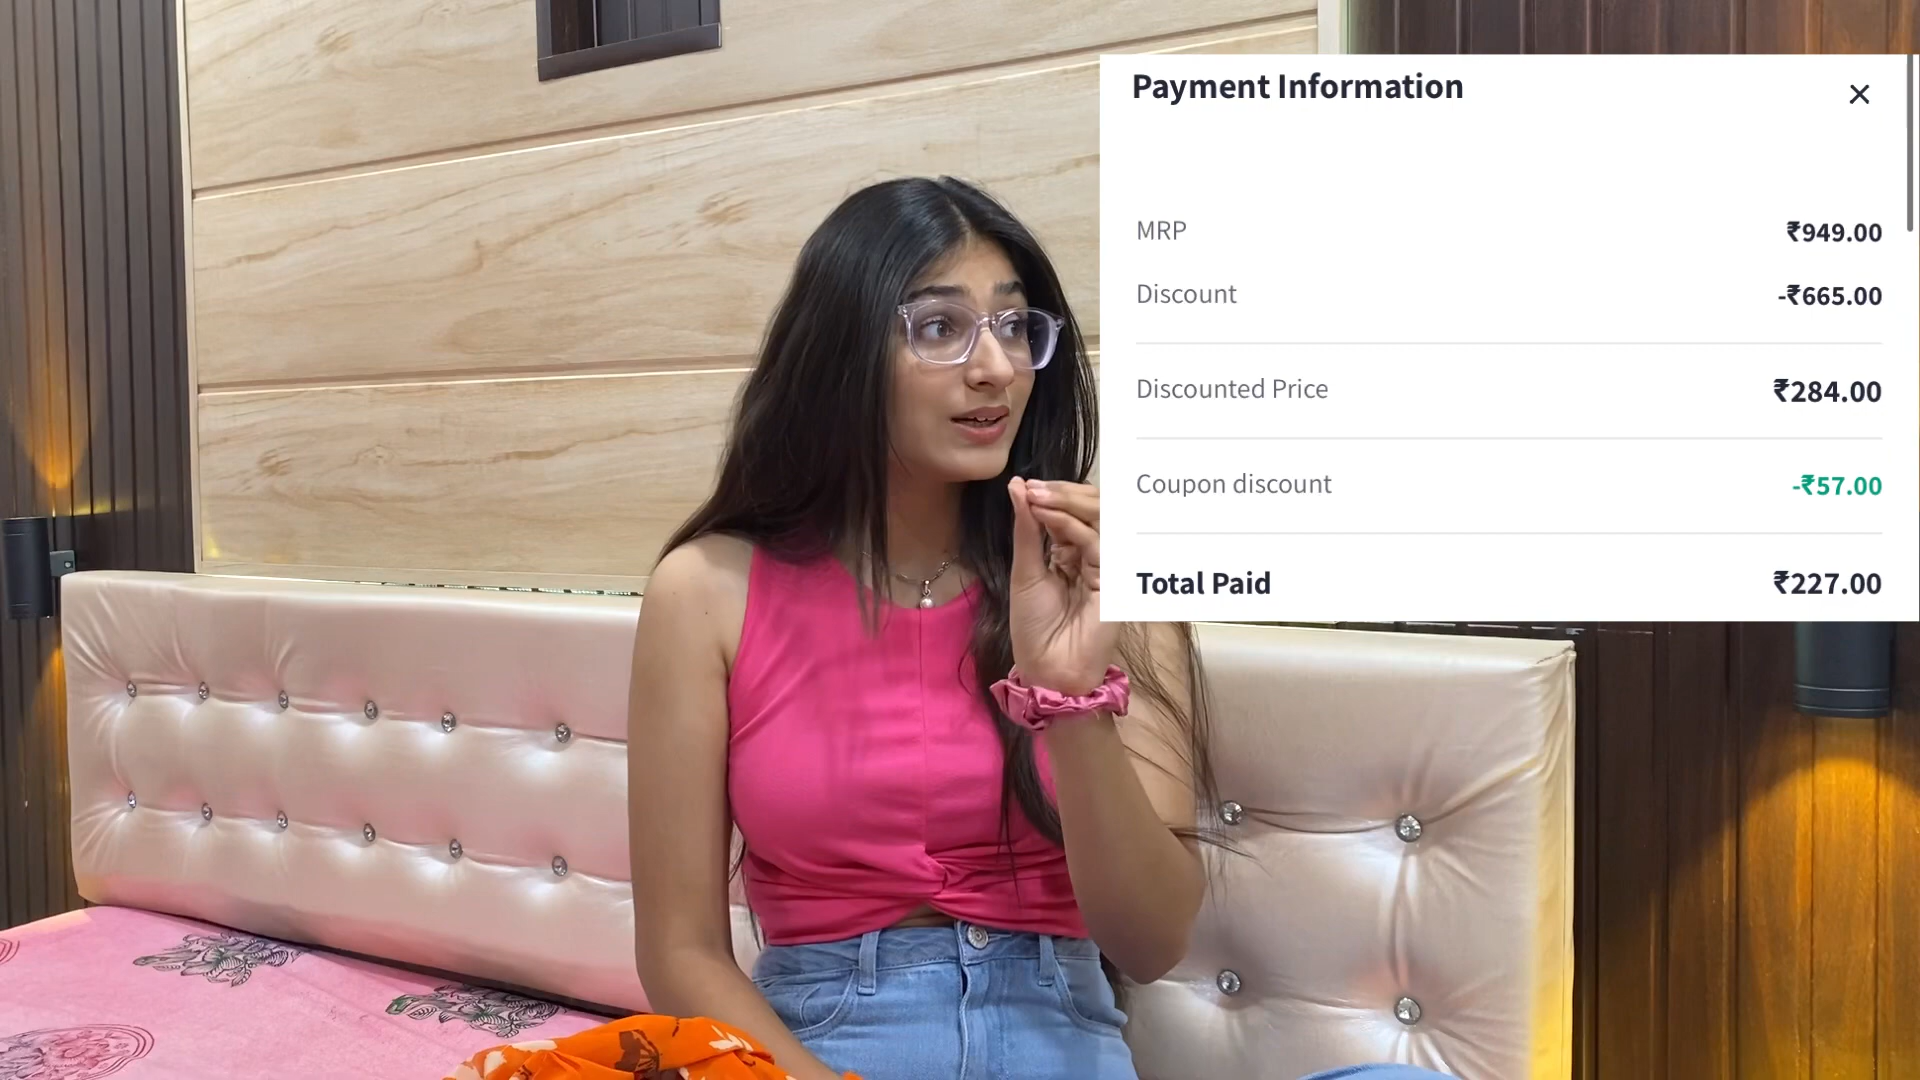 Payment Information
MRP ₹949.00
Discount -₹665.00
Discounted Price ₹284.00
Coupon discount -₹57.00
Total Paid ₹227.00